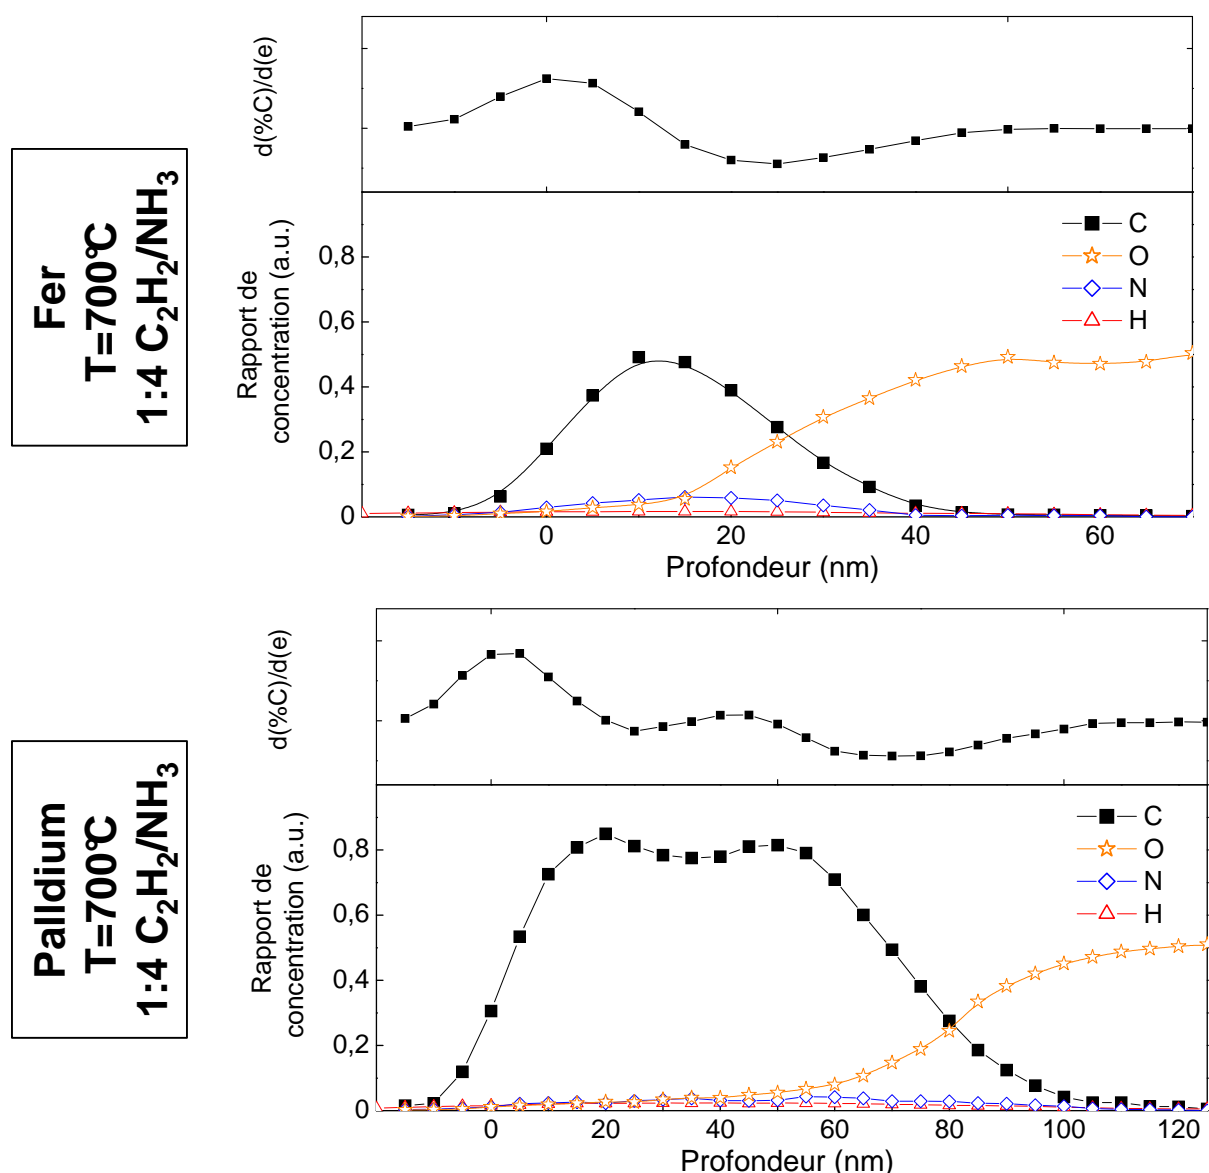 Fer
T=700°C
1:4 C₂H₂/NH₃
d(%C)/d(e)
Rapport de
concentration (a.u.)
0,8
0,6
0,4
0,2
0
C
O
N
H
0 20 40 60
Profondeur (nm)
Palldium
T=700°C
1:4 C₂H₂/NH₃
d(%C)/d(e)
Rapport de
concentration (a.u.)
0,8
0,6
0,4
0,2
0
C
O
N
H
0 20 40 60 80 100 120
Profondeur (nm)